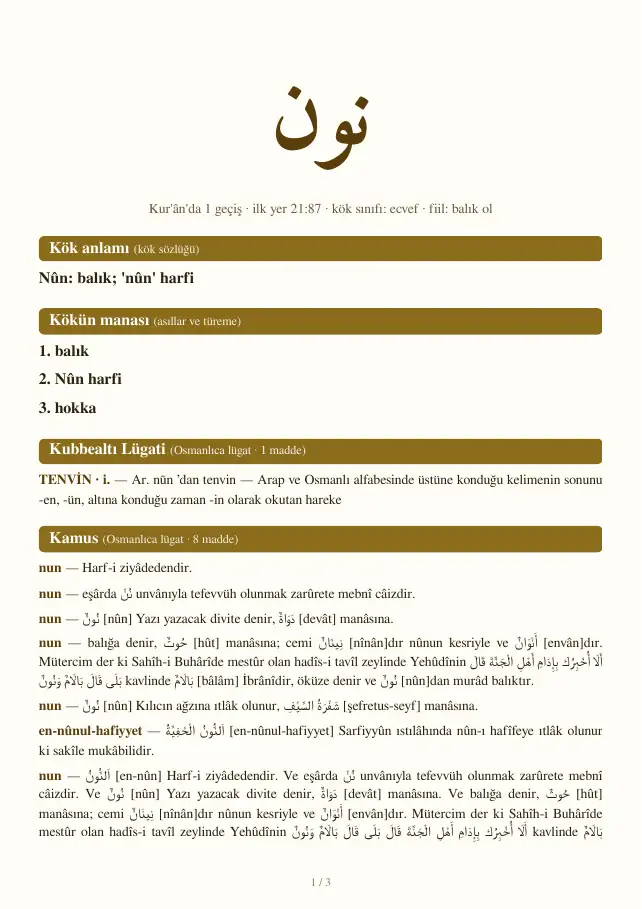 نون
Kur'ân'da 1 geçiş · ilk yer 21:87 · kök sınıfı: ecvef · fiil: balık ol
Kök anlamı (kök sözlüğü)
Nûn: balık; 'nûn' harfi
Kökün manası (asıllar ve türeme)
1. balık
2. Nûn harfi
3. hokka
Kubbealtı Lügati (Osmanlıca lügat · 1 madde)
TENVİN · i. — Ar. nūn 'dan tenvin — Arap ve Osmanlı alfabesinde üstüne konduğu kelimenin sonunu
-en, -ün, altına konduğu zaman -in olarak okutan hareke
Kamus (Osmanlıca lügat · 8 madde)
nun — Harf-i ziyâdedendir.
nun — eşârda نُنْ unvânıyla tefevvüh olunmak zarûrete mebnî câizdir.
nun — نُونٌ [nûn] Yazı yazacak divite denir, دَوَاةٌ [devât] manâsına.
nun — balığa denir, حُوتٌ [hût] manâsına; cemi نِينَانٌ [nînân]dır nûnun kesriyle ve أَنْوَانٌ [envân]dır.
Mütercim der ki Sahîh-i Buhârîde mestûr olan hadîs-i tavîl zeylinde Yehûdînin أَلَا أُخْبِرُك بِإِدَامِ أَهْلِ الْجَنَّةِ قَالَ
بَلَى قَالَ بَالَامٌ وَنُونٌ kavlinde بَالَامٌ [bâlâm] İbrânîdir, öküze denir ve نُونٌ [nûn]dan murâd balıktır.
nun — نُونٌ [nûn] Kılıcın ağzına ıtlâk olunur, شَفْرَةُ السَّيْفِ [şefretus-seyf] manâsına.
en-nûnul-hafiyyet — اَلنُّونُ الْخَفِيَّةُ [en-nûnul-hafiyyet] Sarfiyyûn ıstılâhında nûn-ı hafîfeye ıtlâk olunur
ki sakîle mukâbilidir.
nun — اَلنُّونُ [en-nûn] Harf-i ziyâdedendir. Ve eşârda نُنْ unvânıyla tefevvüh olunmak zarûrete mebnî
câizdir. Ve نُونٌ [nûn] Yazı yazacak divite denir, دَوَاةٌ [devât] manâsına. Ve balığa denir, حُوتٌ [hût]
manâsına; cemi نِينَانٌ [nînân]dır nûnun kesriyle ve أَنْوَانٌ [envân]dır. Mütercim der ki Sahîh-i Buhârîde
mestûr olan hadîs-i tavîl zeylinde Yehûdînin أَلَا أُخْبِرُك بِإِدَامِ أَهْلِ الْجَنَّةِ قَالَ بَلَى قَالَ بَالَامٌ وَنُونٌ kavlinde بَالَامٌ
1 / 3